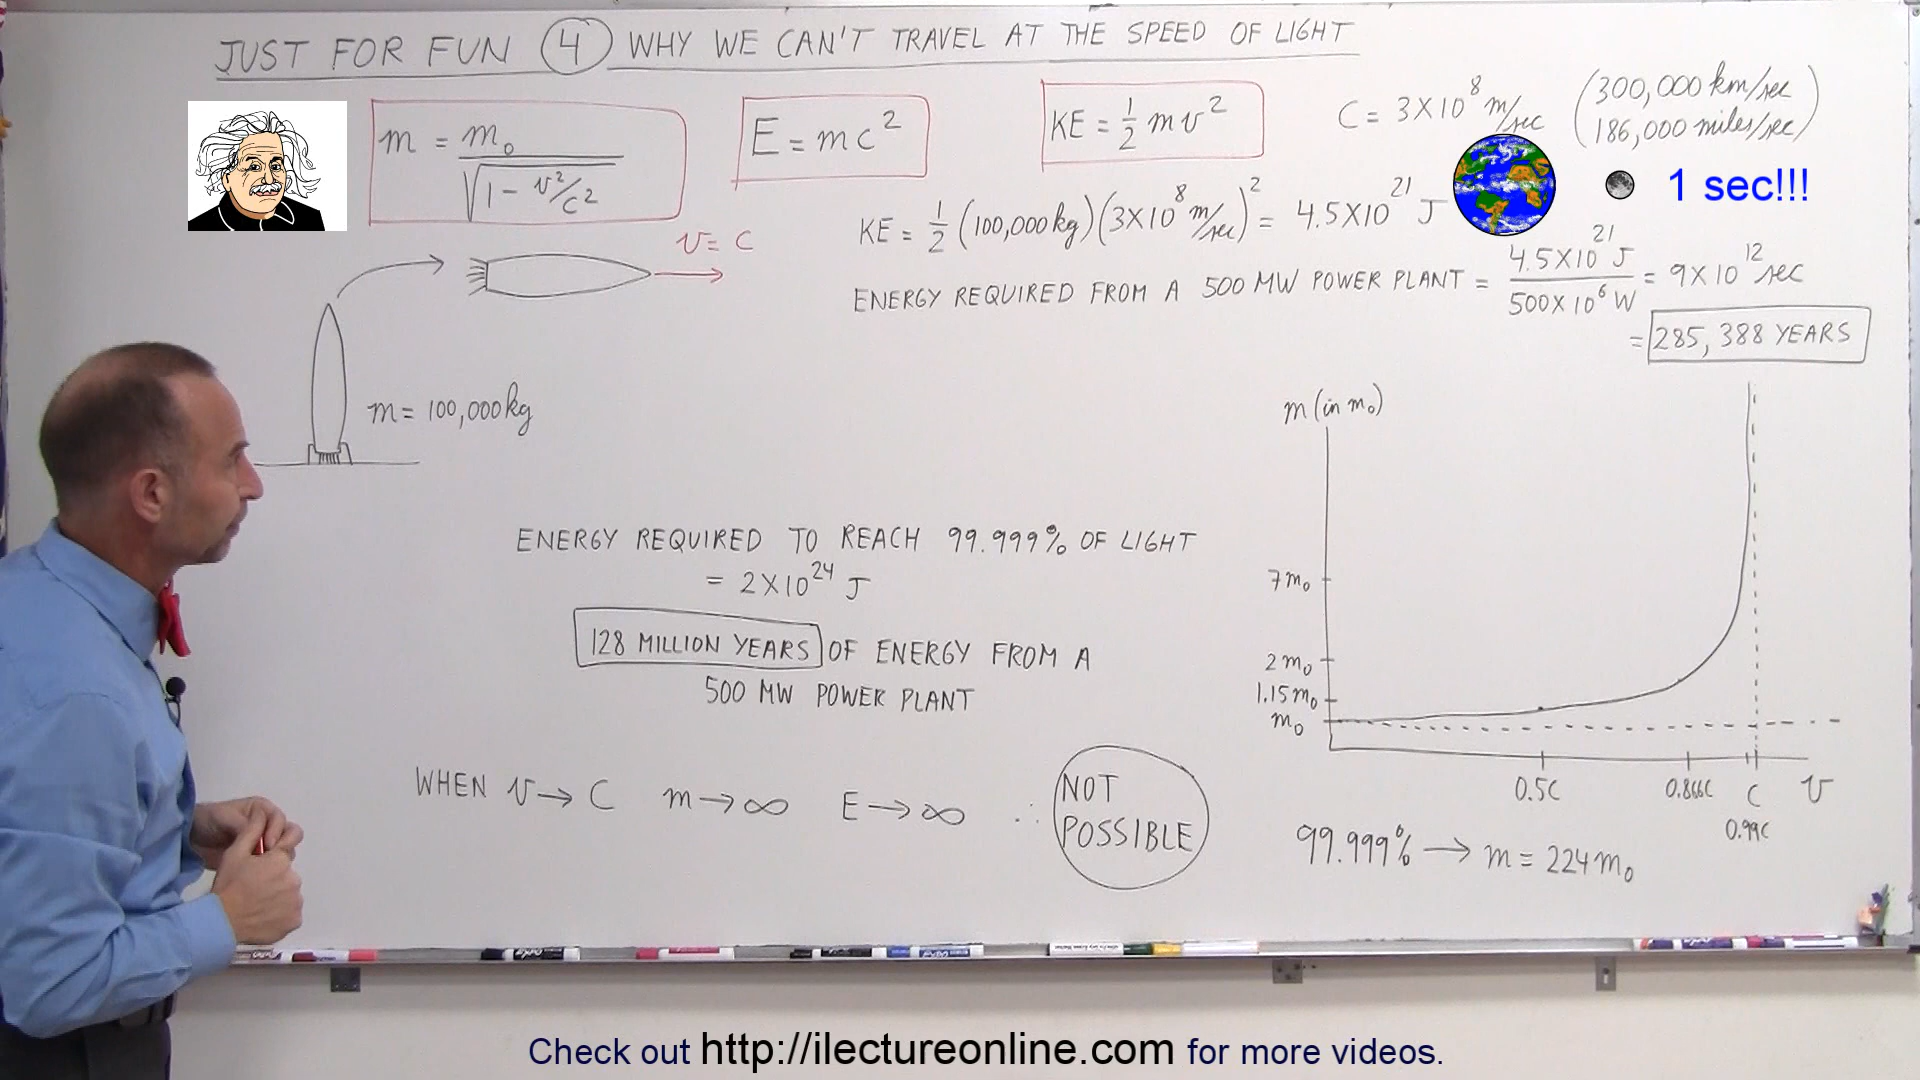 JUST FOR FUN 4 WHY WE CAN'T TRAVEL AT THE SPEED OF LIGHT
m = m₀ / √(1 - v²/c²)
E = mc²
KE = 1/2 m v²
C = 3X10⁸ m/sec
(300,000 km/sec
186,000 miles/sec)
1 sec!!!
v = c
KE = 1/2 (100,000 kg)(3X10⁸ m/sec)² = 4.5X10²¹ J
ENERGY REQUIRED FROM A 500 MW POWER PLANT = 4.5X10²¹ J / 500X10⁶ W = 9X10¹² sec
= 285,388 YEARS
m = 100,000 kg
ENERGY REQUIRED TO REACH 99.999% OF LIGHT
= 2X10²⁴ J
128 MILLION YEARS OF ENERGY FROM A
500 MW POWER PLANT
WHEN v → C m → ∞ E → ∞ ∴ NOT
POSSIBLE
m (in m₀)
7m₀
2m₀
1.15m₀
m₀
0.5C 0.866C C v
0.99C
99.999% → m = 224m₀
Check out http://ilectureonline.com for more videos.